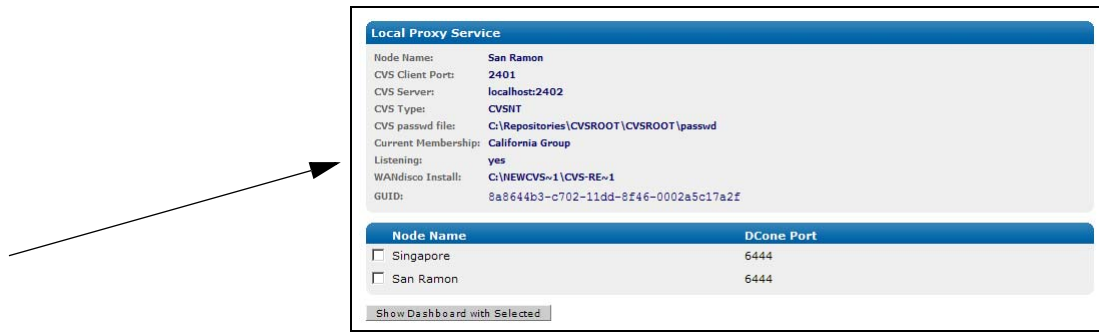 Local Proxy Service
Node Name: San Ramon
CVS Client Port: 2401
CVS Server: localhost:2402
CVS Type: CVSNT
CVS passwd file: C:\Repositories\CVSROOT\CVSROOT\passwd
Current Membership: California Group
Listening: yes
WANdisco Install: C:\NEWCVS~1\CVS-RE~1
GUID: 8a8644b3-c702-11dd-8f46-0002a5c17a2f
Node Name DCone Port
Singapore 6444
San Ramon 6444
Show Dashboard with Selected